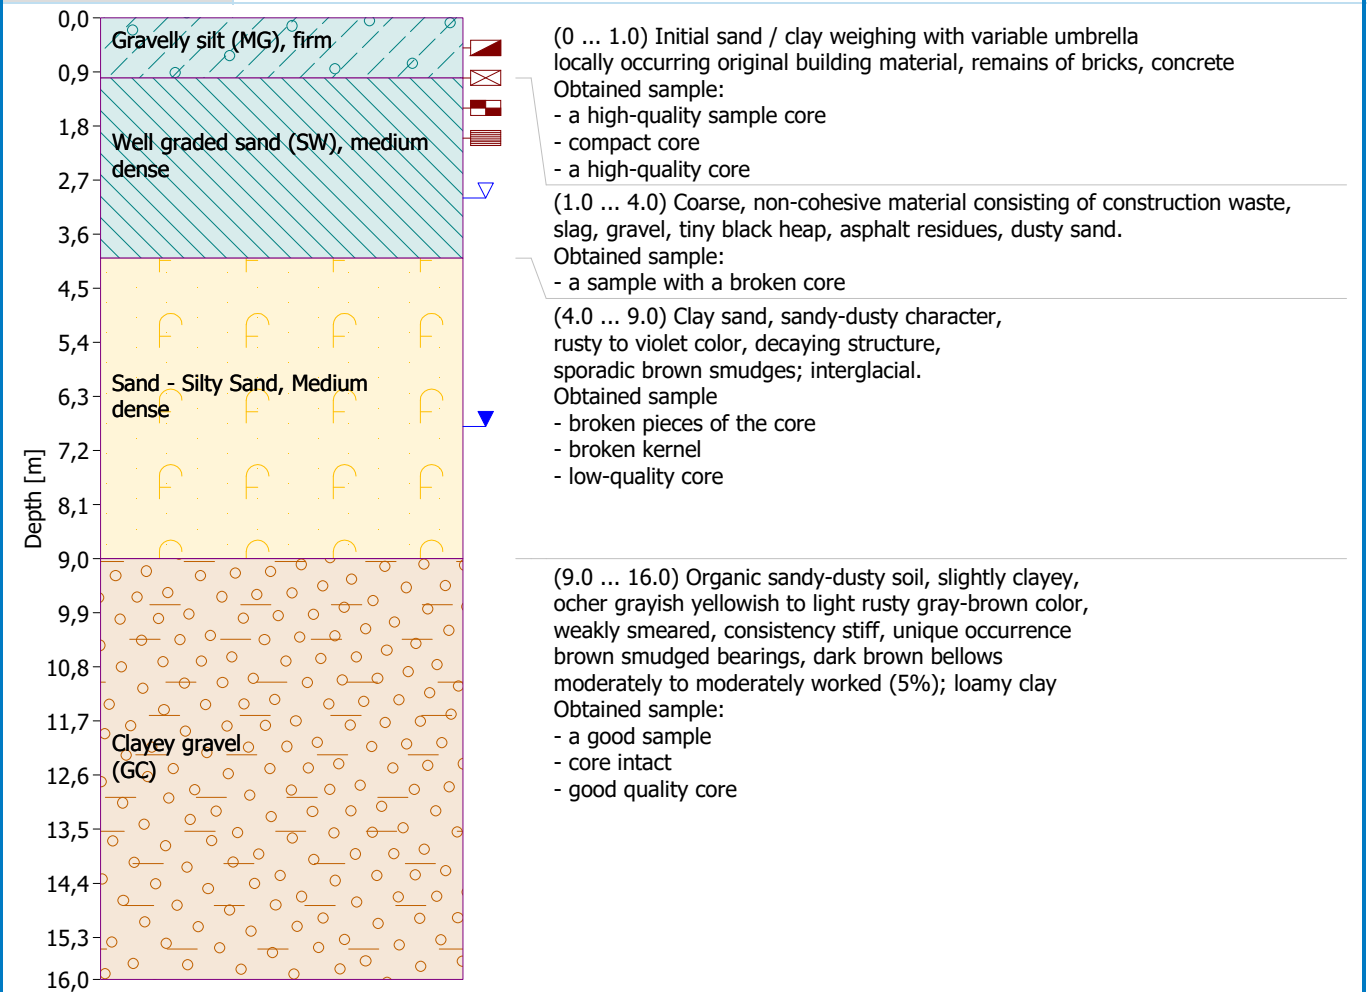 0,0
0,9
1,8
2,7
3,6
4,5
5,4
6,3
7,2
8,1
9,0
9,9
10,8
11,7
12,6
13,5
14,4
15,3
16,0
Depth [m]
Gravelly silt (MG), firm
Well graded sand (SW), medium
dense
Sand - Silty Sand, Medium
dense
Clayey gravel
(GC)
(0 ... 1.0) Initial sand / clay weighing with variable umbrella
locally occurring original building material, remains of bricks, concrete
Obtained sample:
- a high-quality sample core
- compact core
- a high-quality core
(1.0 ... 4.0) Coarse, non-cohesive material consisting of construction waste,
slag, gravel, tiny black heap, asphalt residues, dusty sand.
Obtained sample:
- a sample with a broken core
(4.0 ... 9.0) Clay sand, sandy-dusty character,
rusty to violet color, decaying structure,
sporadic brown smudges; interglacial.
Obtained sample
- broken pieces of the core
- broken kernel
- low-quality core
(9.0 ... 16.0) Organic sandy-dusty soil, slightly clayey,
ocher grayish yellowish to light rusty gray-brown color,
weakly smeared, consistency stiff, unique occurrence
brown smudged bearings, dark brown bellows
moderately to moderately worked (5%); loamy clay
Obtained sample:
- a good sample
- core intact
- good quality core